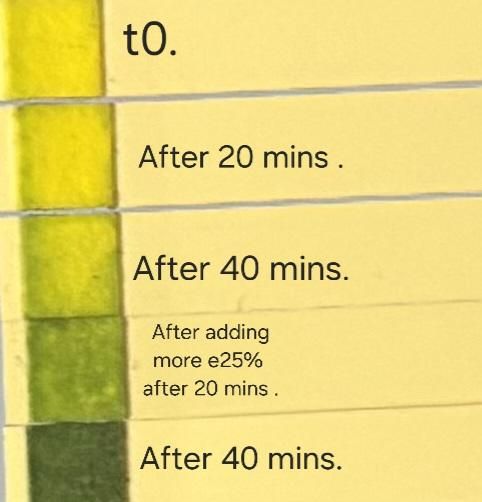 t0.
After 20 mins .
After 40 mins.
After adding
more e25%
after 20 mins .
After 40 mins.